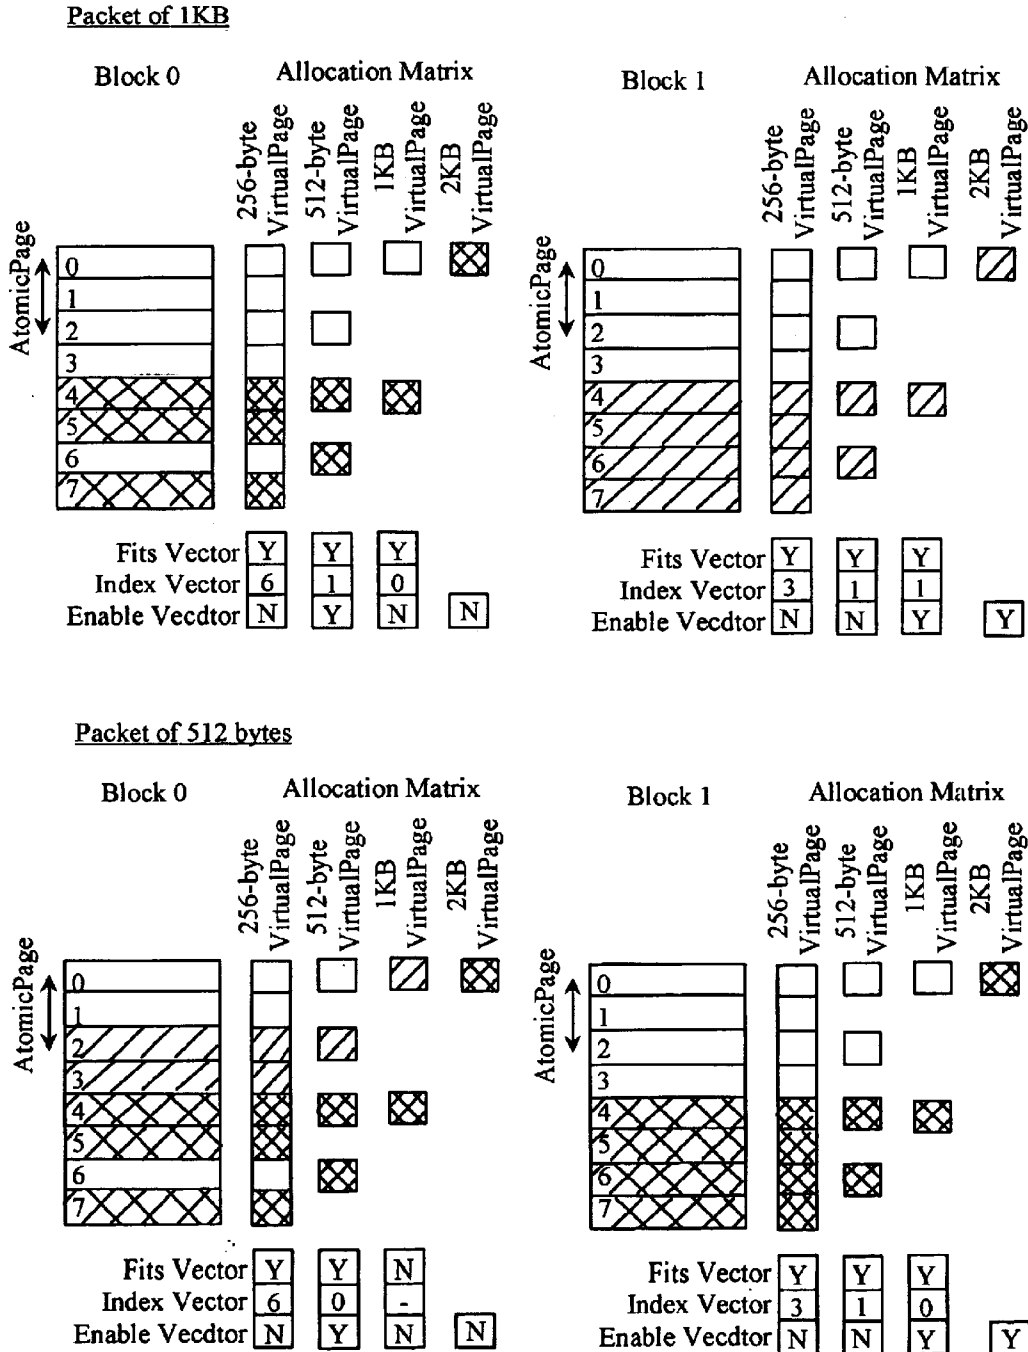 Packet of 1KB
Block 0
Allocation Matrix
256-byte
VirtualPage
512-byte
VirtualPage
1KB
VirtualPage
2KB
VirtualPage
AtomicPage
0
1
2
3
4
5
6
7
Fits Vector Y Y Y
Index Vector 6 1 0
Enable Vecdtor N Y N N
Block 1
Allocation Matrix
256-byte
VirtualPage
512-byte
VirtualPage
1KB
VirtualPage
2KB
VirtualPage
AtomicPage
0
1
2
3
4
5
6
7
Fits Vector Y Y Y
Index Vector 3 1 1
Enable Vecdtor N N Y Y
Packet of 512 bytes
Block 0
Allocation Matrix
256-byte
VirtualPage
512-byte
VirtualPage
1KB
VirtualPage
2KB
VirtualPage
AtomicPage
0
1
2
3
4
5
6
7
Fits Vector Y Y N
Index Vector 6 0 -
Enable Vecdtor N Y N N
Block 1
Allocation Matrix
256-byte
VirtualPage
512-byte
VirtualPage
1KB
VirtualPage
2KB
VirtualPage
AtomicPage
0
1
2
3
4
5
6
7
Fits Vector Y Y Y
Index Vector 3 1 0
Enable Vecdtor N N Y Y